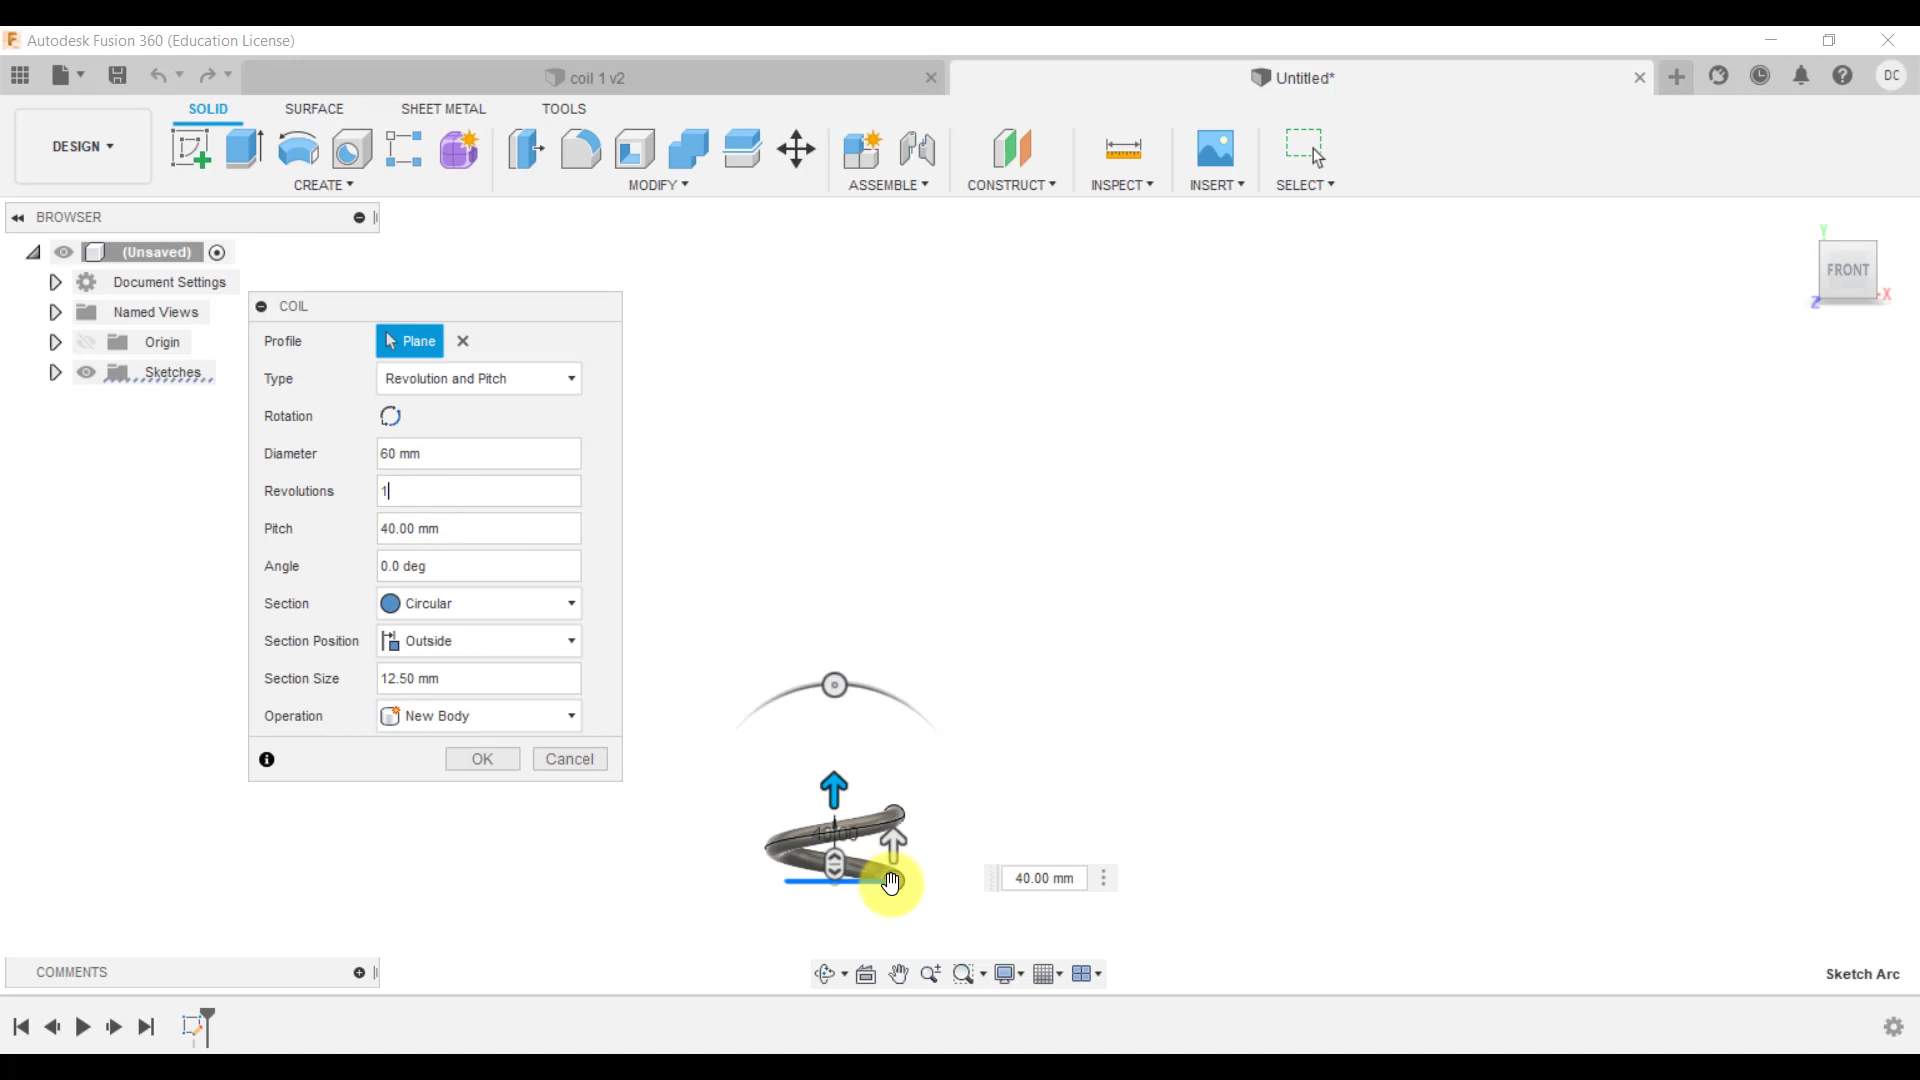 Autodesk Fusion 360 (Education License)
coil 1 v2
Untitled*
DC
SOLID SURFACE SHEET METAL TOOLS
DESIGN
CREATE MODIFY ASSEMBLE CONSTRUCT INSPECT INSERT SELECT
BROWSER
(Unsaved)
Document Settings
Named Views
Origin
Sketches
COIL
Profile Plane
Type Revolution and Pitch
Rotation
Diameter 60 mm
Revolutions 1
Pitch 40.00 mm
Angle 0.0 deg
Section Circular
Section Position Outside
Section Size 12.50 mm
Operation New Body
OK Cancel
Y
FRONT
X
Z
40.00
40.00 mm
COMMENTS
Sketch Arc